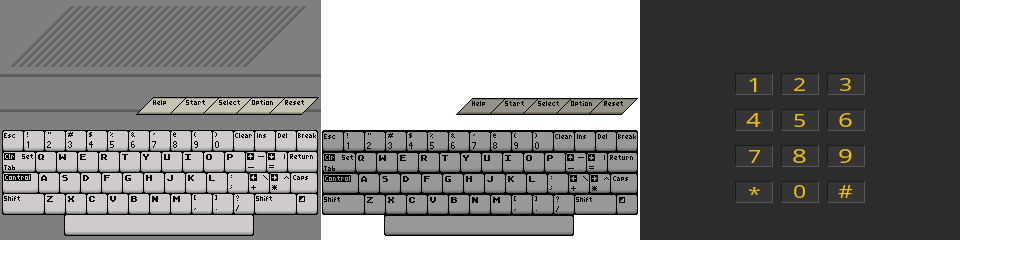 Help Start Select Option Reset
Esc ! " # $ % & ' @ ( ) Clear Ins Del Break
1 2 3 4 5 6 7 8 9 0
Clr Set Q W E R T Y U I O P - | Return
Tab _ =
Control A S D F G H J K L : \ ^ Caps
; + *
Shift Z X C V B N M [ ] ? Shift
, . /
Help Start Select Option Reset
Esc ! " # $ % & ' @ ( ) Clear Ins Del Break
1 2 3 4 5 6 7 8 9 0
Clr Set Q W E R T Y U I O P - | Return
Tab _ =
Control A S D F G H J K L : \ ^ Caps
; + *
Shift Z X C V B N M [ ] ? Shift
, . /
1 2 3
4 5 6
7 8 9
* 0 #